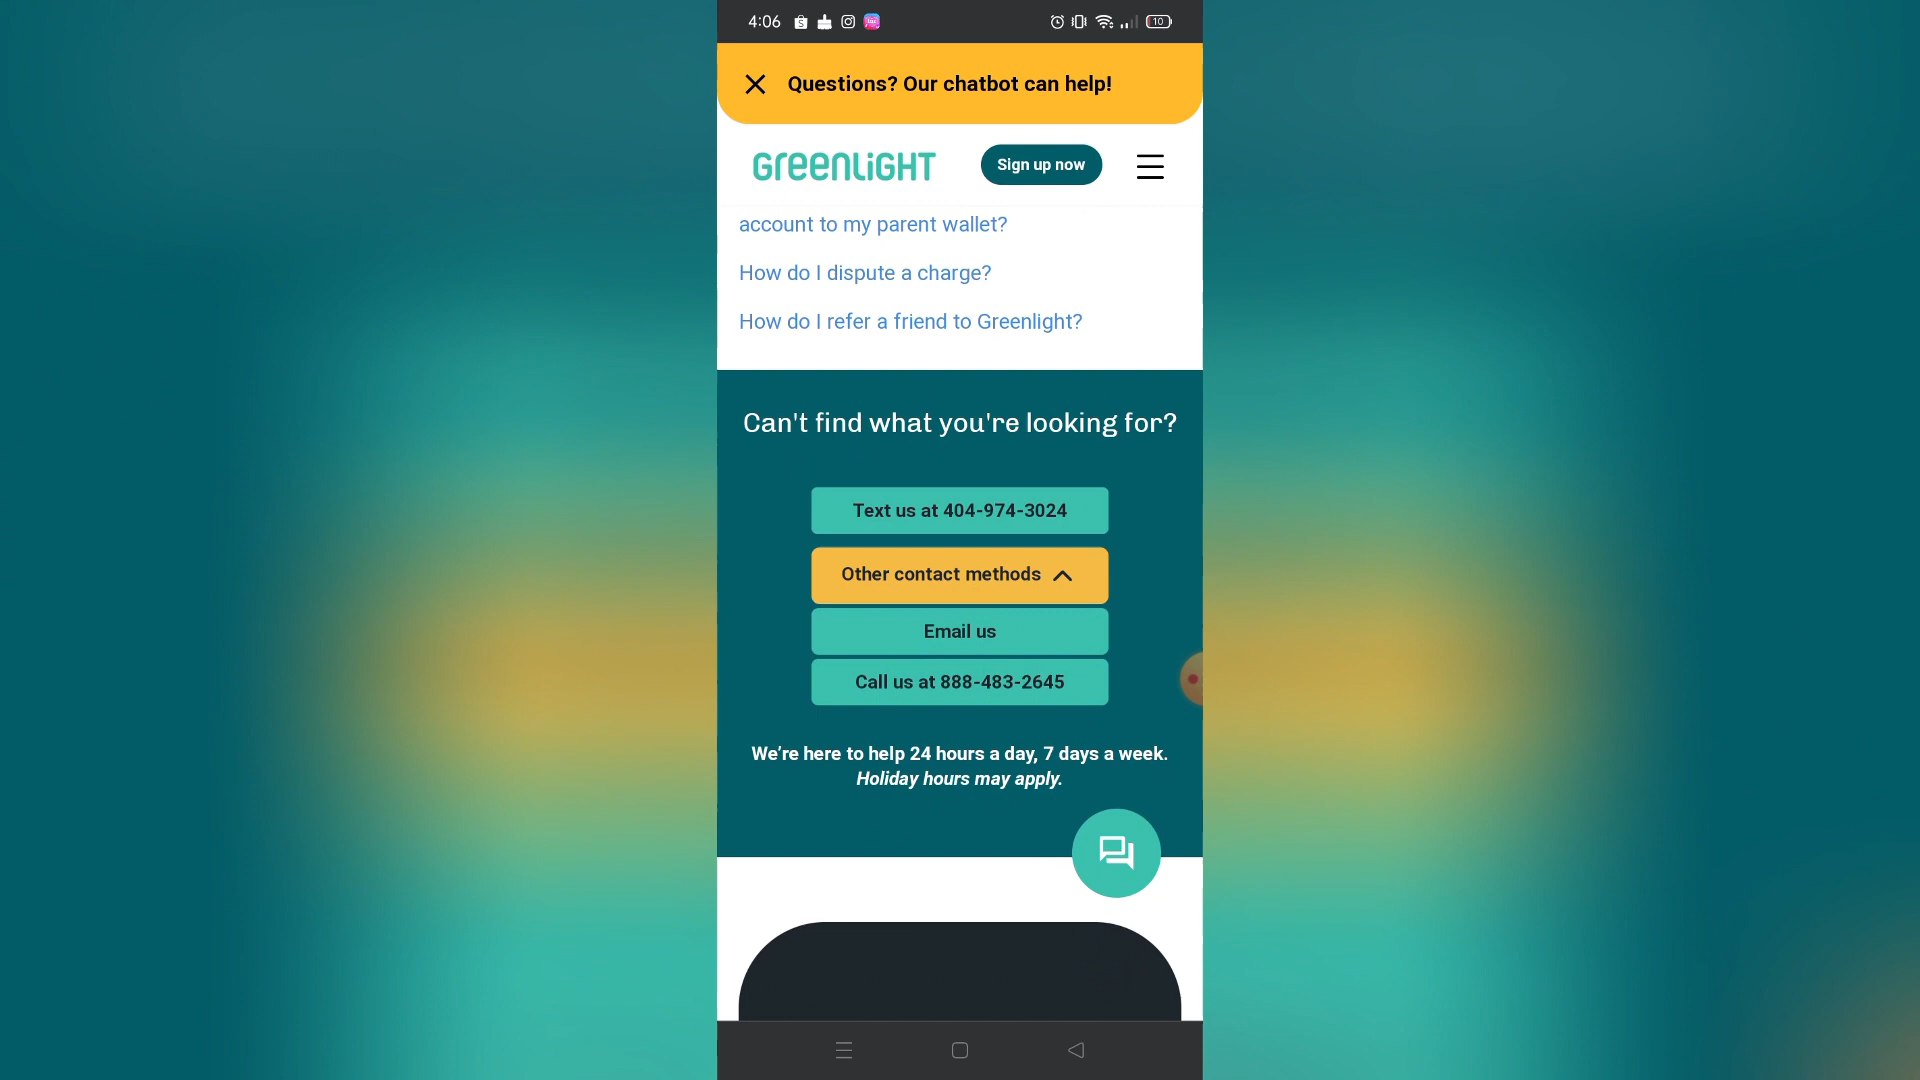 4:06
10
Questions? Our chatbot can help!
GREENLIGHT
Sign up now
account to my parent wallet?
How do I dispute a charge?
How do I refer a friend to Greenlight?
Can't find what you're looking for?
Text us at 404-974-3024
Other contact methods
Email us
Call us at 888-483-2645
We’re here to help 24 hours a day, 7 days a week.
Holiday hours may apply.